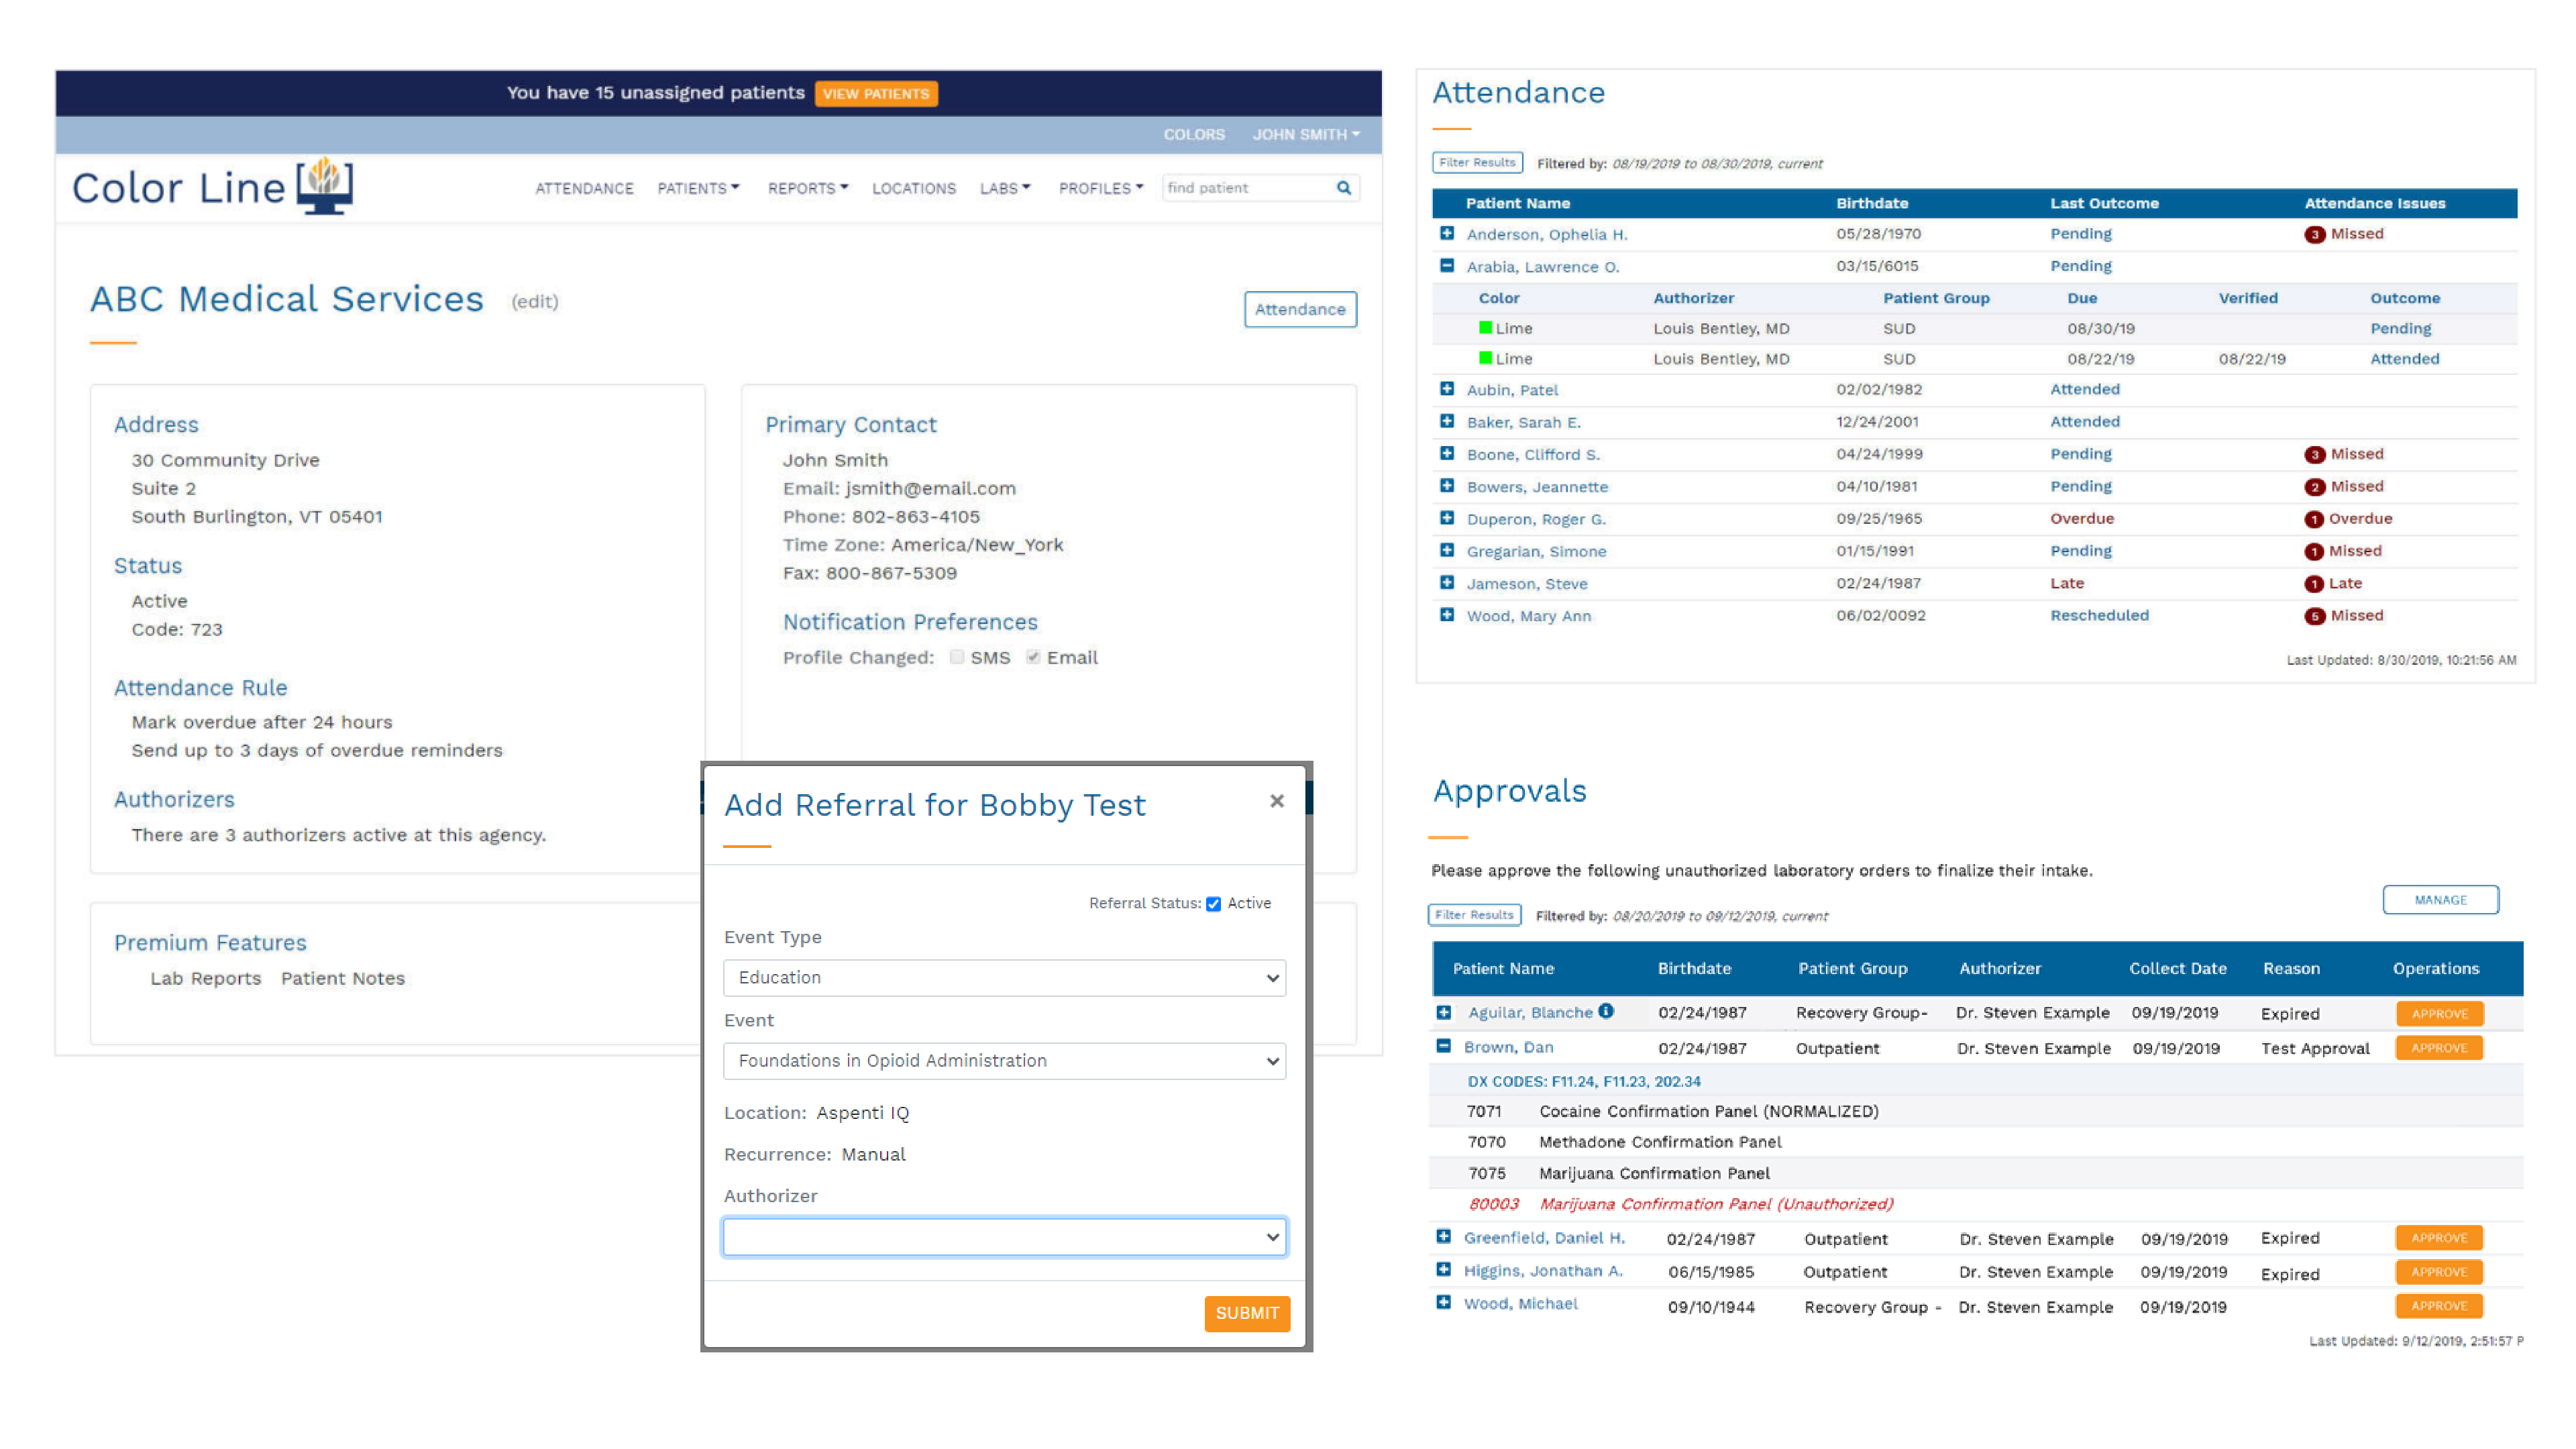 You have 15 unassigned patients VIEW PATIENTS
COLORS JOHN SMITH
Color Line
ATTENDANCE PATIENTS REPORTS LOCATIONS LABS PROFILES find patient
ABC Medical Services (edit) Attendance
Address
30 Community Drive
Suite 2
South Burlington, VT 05401
Status
Active
Code: 723
Attendance Rule
Mark overdue after 24 hours
Send up to 3 days of overdue reminders
Authorizers
There are 3 authorizers active at this agency.
Primary Contact
John Smith
Email: jsmith@email.com
Phone: 802-863-4105
Time Zone: America/New_York
Fax: 800-867-5309
Notification Preferences
Profile Changed: SMS Email
Premium Features
Lab Reports Patient Notes
Add Referral for Bobby Test ×
Referral Status: Active
Event Type
Education
Event
Foundations in Opioid Administration
Location: Aspenti IQ
Recurrence: Manual
Authorizer
SUBMIT
Attendance
Filter Results Filtered by: 08/19/2019 to 08/30/2019, current
Patient Name Birthdate Last Outcome Attendance Issues
Anderson, Ophelia H. 05/28/1970 Pending 3 Missed
Arabia, Lawrence O. 03/15/6015 Pending
Color Authorizer Patient Group Due Verified Outcome
Lime Louis Bentley, MD SUD 08/30/19 Pending
Lime Louis Bentley, MD SUD 08/22/19 08/22/19 Attended
Aubin, Patel 02/02/1982 Attended
Baker, Sarah E. 12/24/2001 Attended
Boone, Clifford S. 04/24/1999 Pending 3 Missed
Bowers, Jeannette 04/10/1981 Pending 2 Missed
Duperon, Roger G. 09/25/1965 Overdue 1 Overdue
Gregarian, Simone 01/15/1991 Pending 1 Missed
Jameson, Steve 02/24/1987 Late 1 Late
Wood, Mary Ann 06/02/0092 Rescheduled 5 Missed
Last Updated: 8/30/2019, 10:21:56 AM
Approvals
Please approve the following unauthorized laboratory orders to finalize their intake.
MANAGE
Filter Results Filtered by: 08/20/2019 to 09/12/2019, current
Patient Name Birthdate Patient Group Authorizer Collect Date Reason Operations
Aguilar, Blanche 02/24/1987 Recovery Group- Dr. Steven Example 09/19/2019 Expired APPROVE
Brown, Dan 02/24/1987 Outpatient Dr. Steven Example 09/19/2019 Test Approval APPROVE
DX CODES: F11.24, F11.23, 202.34
7071 Cocaine Confirmation Panel (NORMALIZED)
7070 Methadone Confirmation Panel
7075 Marijuana Confirmation Panel
80003 Marijuana Confirmation Panel (Unauthorized)
Greenfield, Daniel H. 02/24/1987 Outpatient Dr. Steven Example 09/19/2019 Expired APPROVE
Higgins, Jonathan A. 06/15/1985 Outpatient Dr. Steven Example 09/19/2019 Expired APPROVE
Wood, Michael 09/10/1944 Recovery Group - Dr. Steven Example 09/19/2019 APPROVE
Last Updated: 9/12/2019, 2:51:57 P